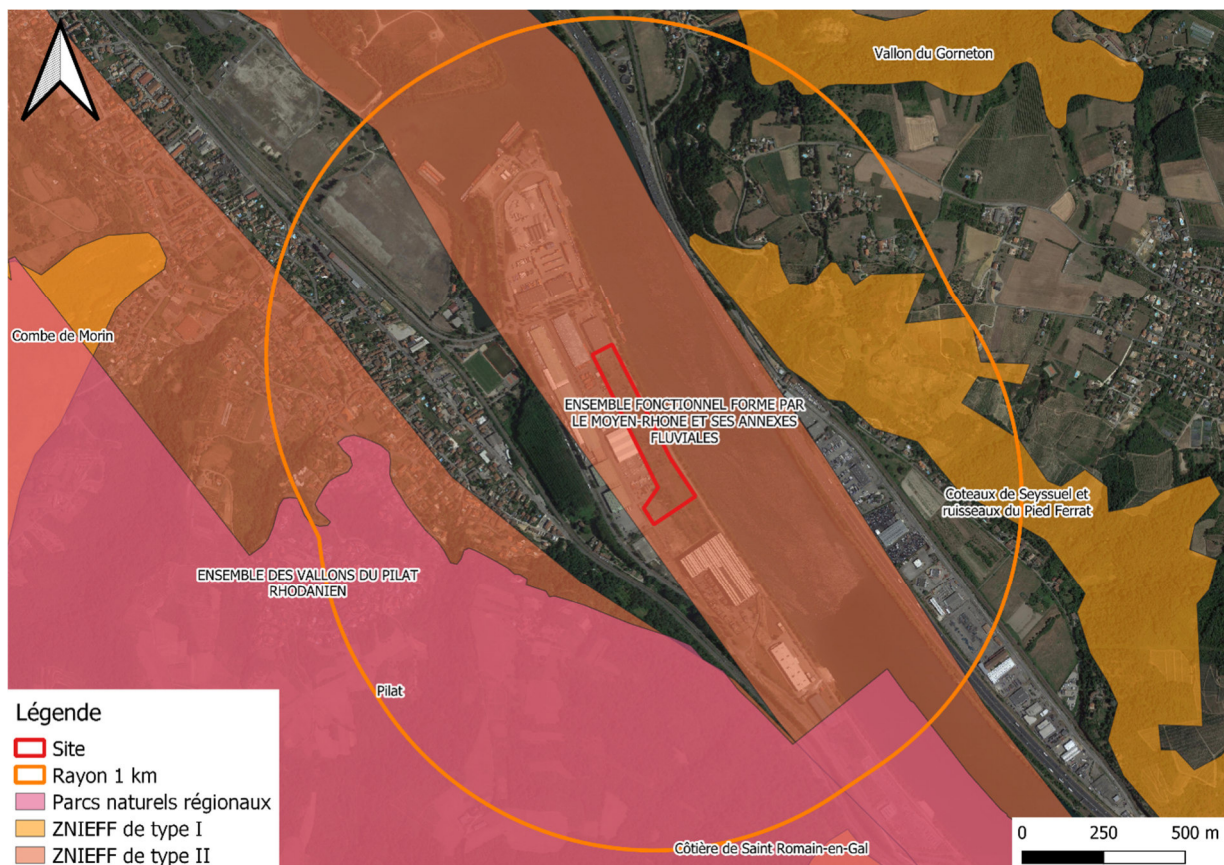 Vallon du Gorneton
Combe de Morin
ENSEMBLE FONCTIONNEL FORME PAR
LE MOYEN-RHONE ET SES ANNEXES
FLUVIALES
Coteaux de Seyssuel et
ruisseaux du Pied Ferrat
ENSEMBLE DES VALLONS DU PILAT
RHODANIEN
Pilat
Côtière de Saint Romain-en-Gal
Légende
Site
Rayon 1 km
Parcs naturels régionaux
ZNIEFF de type I
ZNIEFF de type II
0 250 500 m